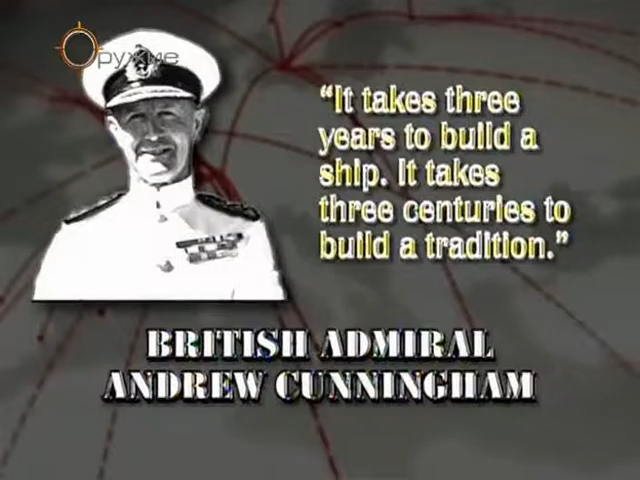 Оружие
“It takes three
years to build a
ship. It takes
three centuries to
build a tradition.”
BRITISH ADMIRAL
ANDREW CUNNINGHAM